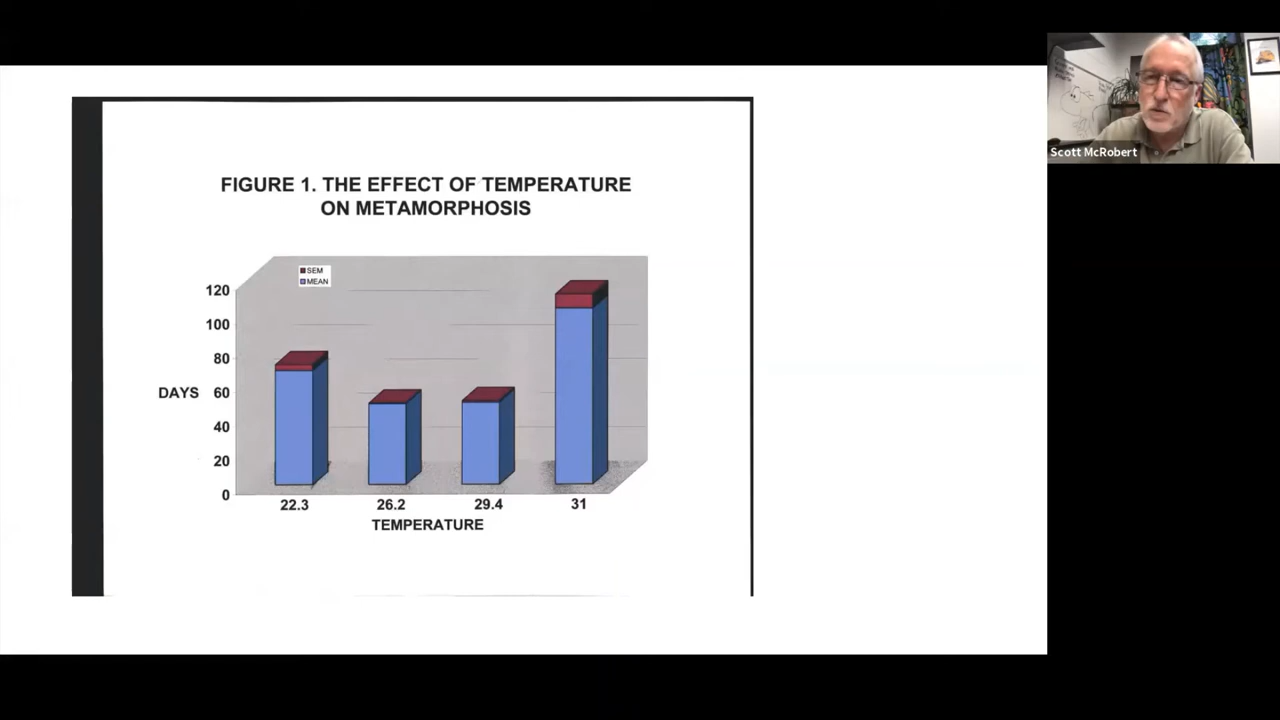 FIGURE 1. THE EFFECT OF TEMPERATURE
ON METAMORPHOSIS
SEM
MEAN
120
100
80
DAYS 60
40
20
0
22.3 26.2 29.4 31
TEMPERATURE
Scott McRobert